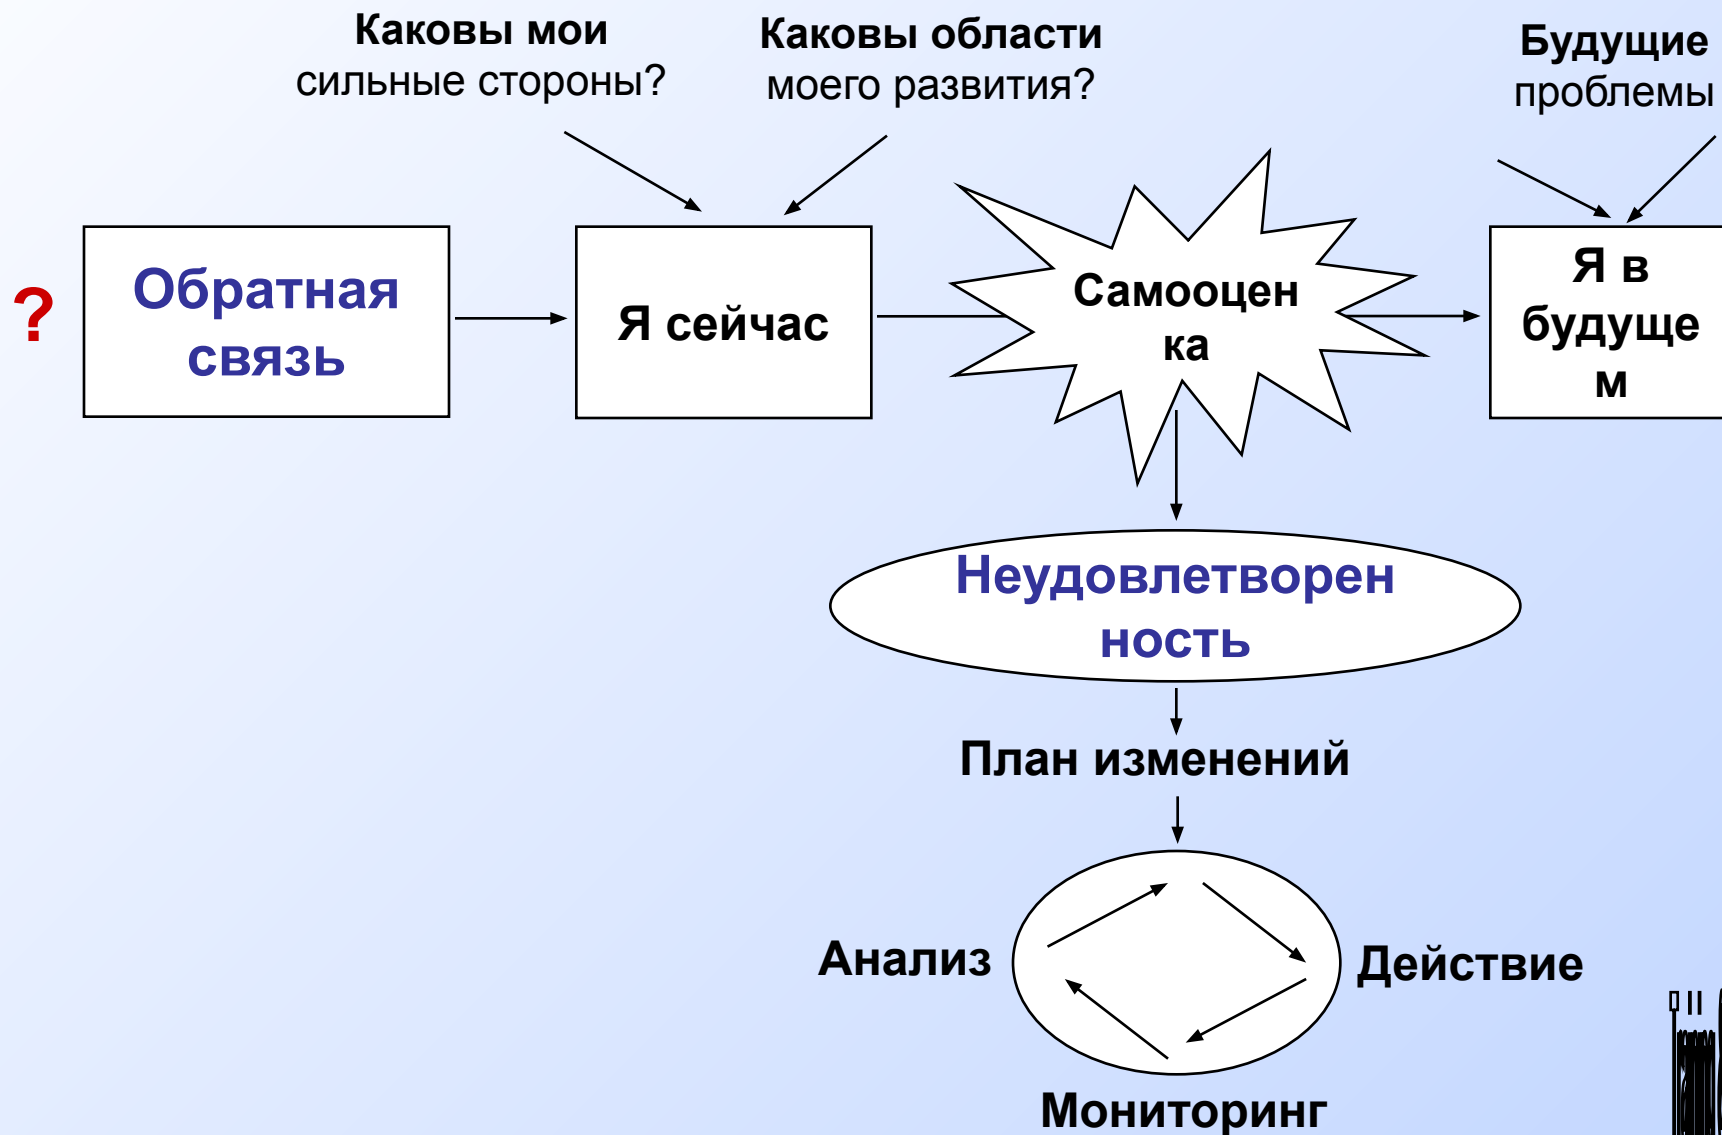 Каковы мои
сильные стороны?
Каковы области
моего развития?
Будущие
проблемы
?
Обратная
связь
Я сейчас
Самооцен
ка
Я в
будуще
м
Неудовлетворен
ность
План изменений
Анализ
Действие
Мониторинг